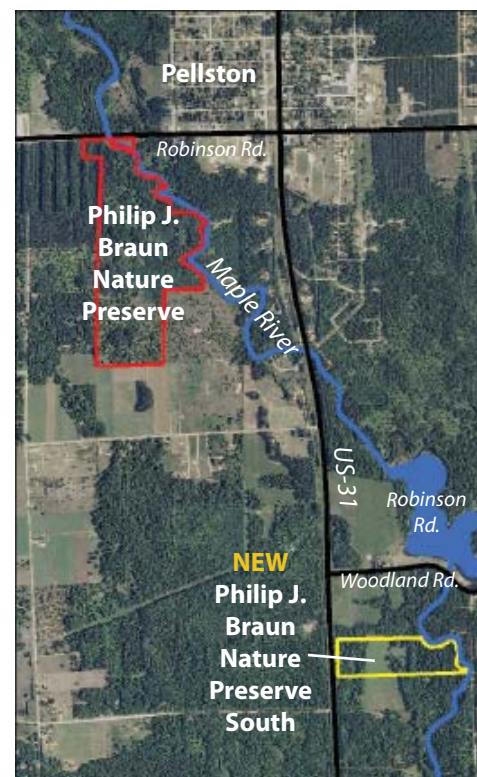 Pellston
Robinson Rd.
Philip J.
Braun
Nature
Preserve
Maple River
US-31
Robinson
Rd.
NEW
Woodland Rd.
Philip J.
Braun
Nature
Preserve
South